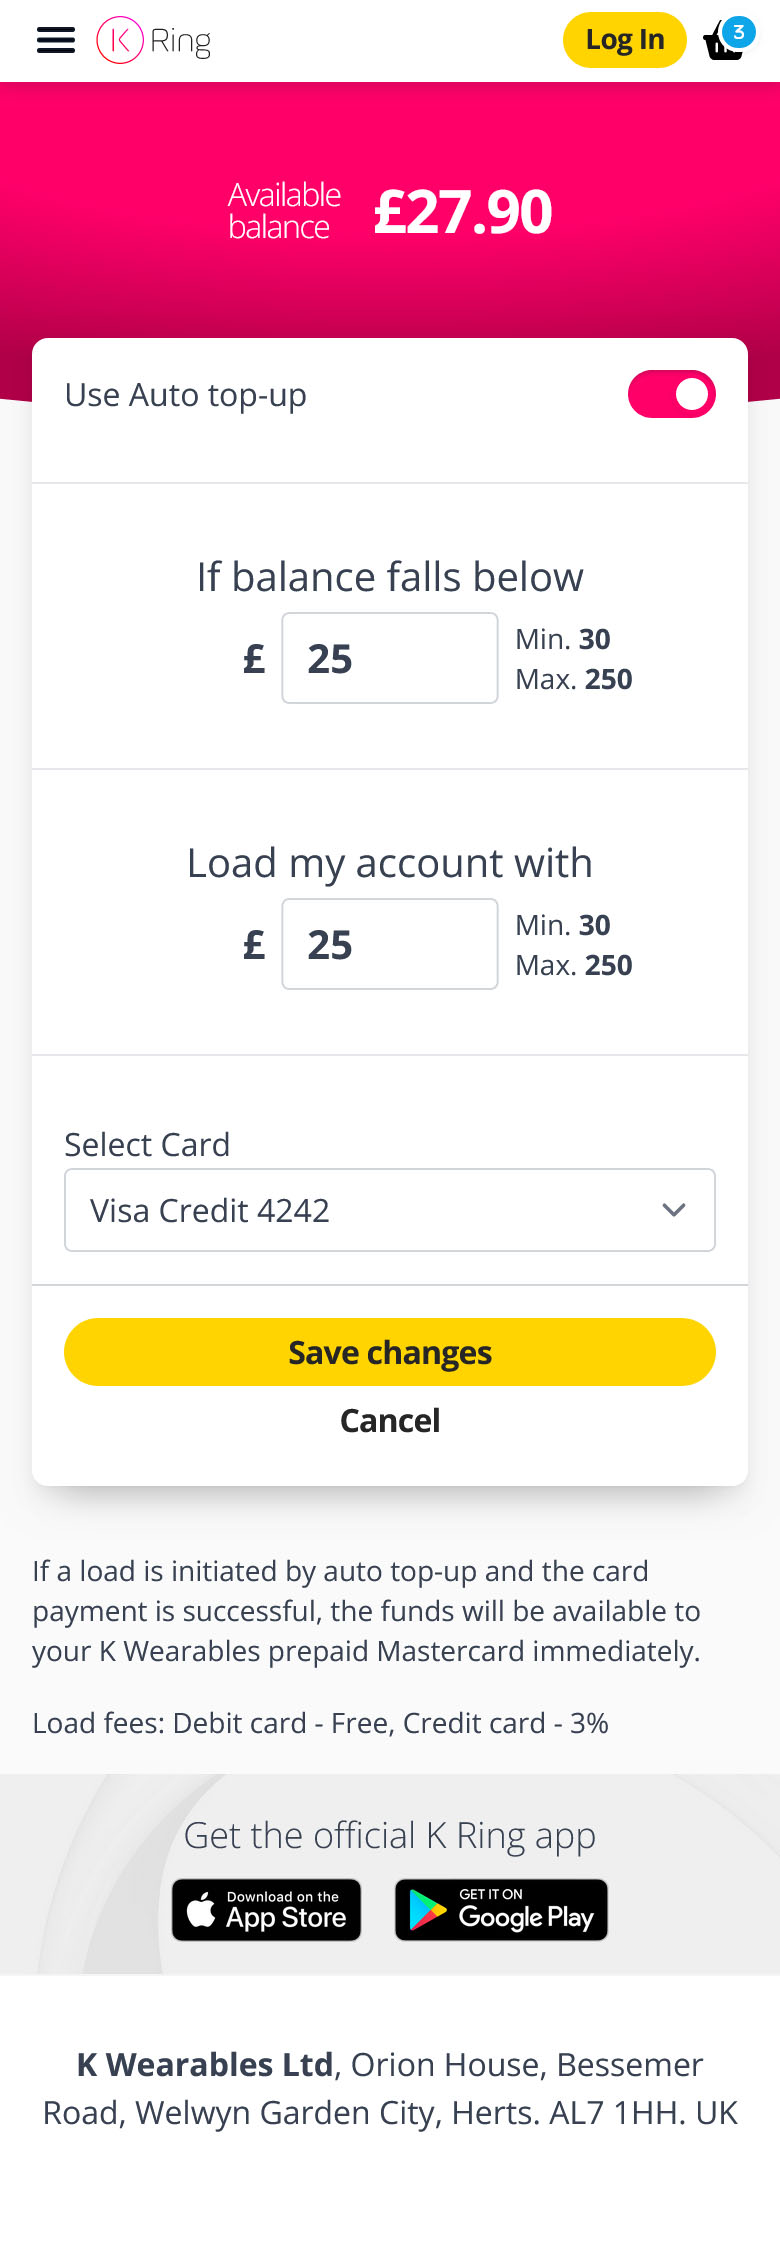 K Ring
Log In
3
Available
balance
£27.90
Use Auto top-up
If balance falls below
£ 25
Min. 30
Max. 250
Load my account with
£ 25
Min. 30
Max. 250
Select Card
Visa Credit 4242
Save changes
Cancel
If a load is initiated by auto top-up and the card
payment is successful, the funds will be available to
your K Wearables prepaid Mastercard immediately.
Load fees: Debit card - Free, Credit card - 3%
Get the official K Ring app
Download on the
App Store
GET IT ON
Google Play
K Wearables Ltd, Orion House, Bessemer
Road, Welwyn Garden City, Herts. AL7 1HH. UK